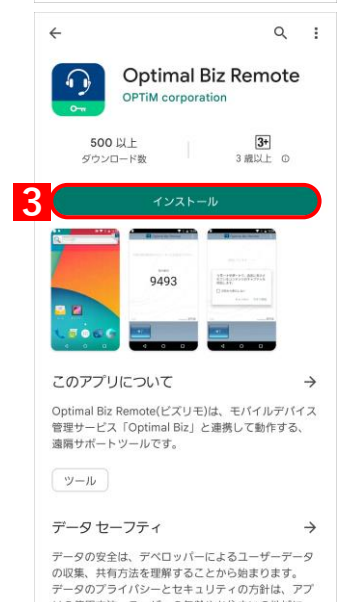 Optimal Biz Remote
OPTiM corporation
500 以上
ダウンロード数
3+
3 歳以上
3
インストール
9493
このアプリについて
Optimal Biz Remote(ビズリモ)は、モバイルデバイス
管理サービス「Optimal Biz」と連携して動作する、
遠隔サポートツールです。
ツール
データ セーフティ
データの安全は、デベロッパーによるユーザーデータ
の収集、共有方法を理解することから始まります。
データのプライバシーとセキュリティの方針は、アプ